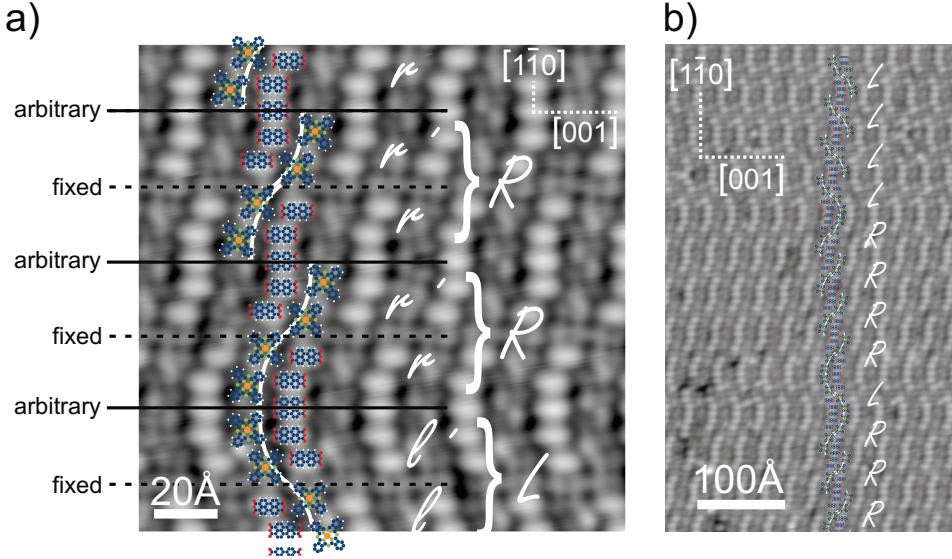 a)
r
[11̅0]
[001]
arbitrary
r'
R
fixed
r
arbitrary
r'
R
fixed
r
arbitrary
l'
L
fixed
l
20Å
b)
[11̅0]
[001]
L
L
L
L
R
R
R
R
L
R
R
R
100Å